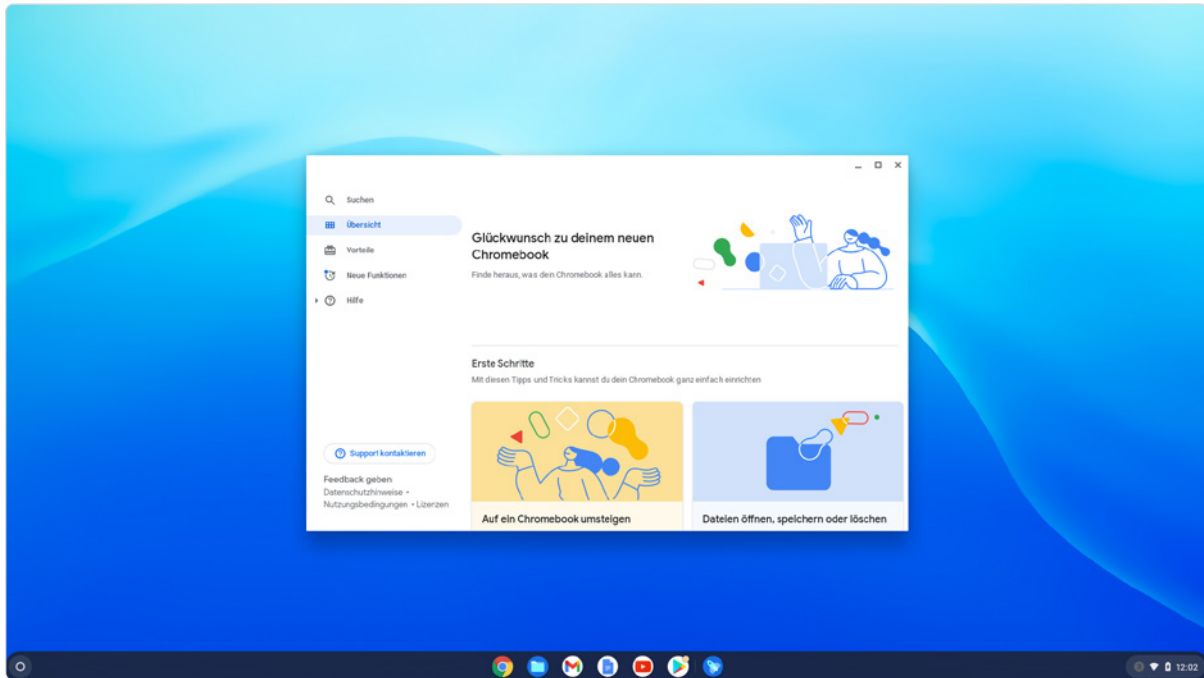 Suchen
Übersicht
Vorteile
Neue Funktionen
Hilfe
Glückwunsch zu deinem neuen
Chromebook
Finde heraus, was dein Chromebook alles kann.
Erste Schritte
Mit diesen Tipps und Tricks kannst du dein Chromebook ganz einfach einrichten
Auf ein Chromebook umsteigen
Dateien öffnen, speichern oder löschen
Support kontaktieren
Feedback geben
Datenschutzhinweise •
Nutzungsbedingungen • Lizenzen
12:02